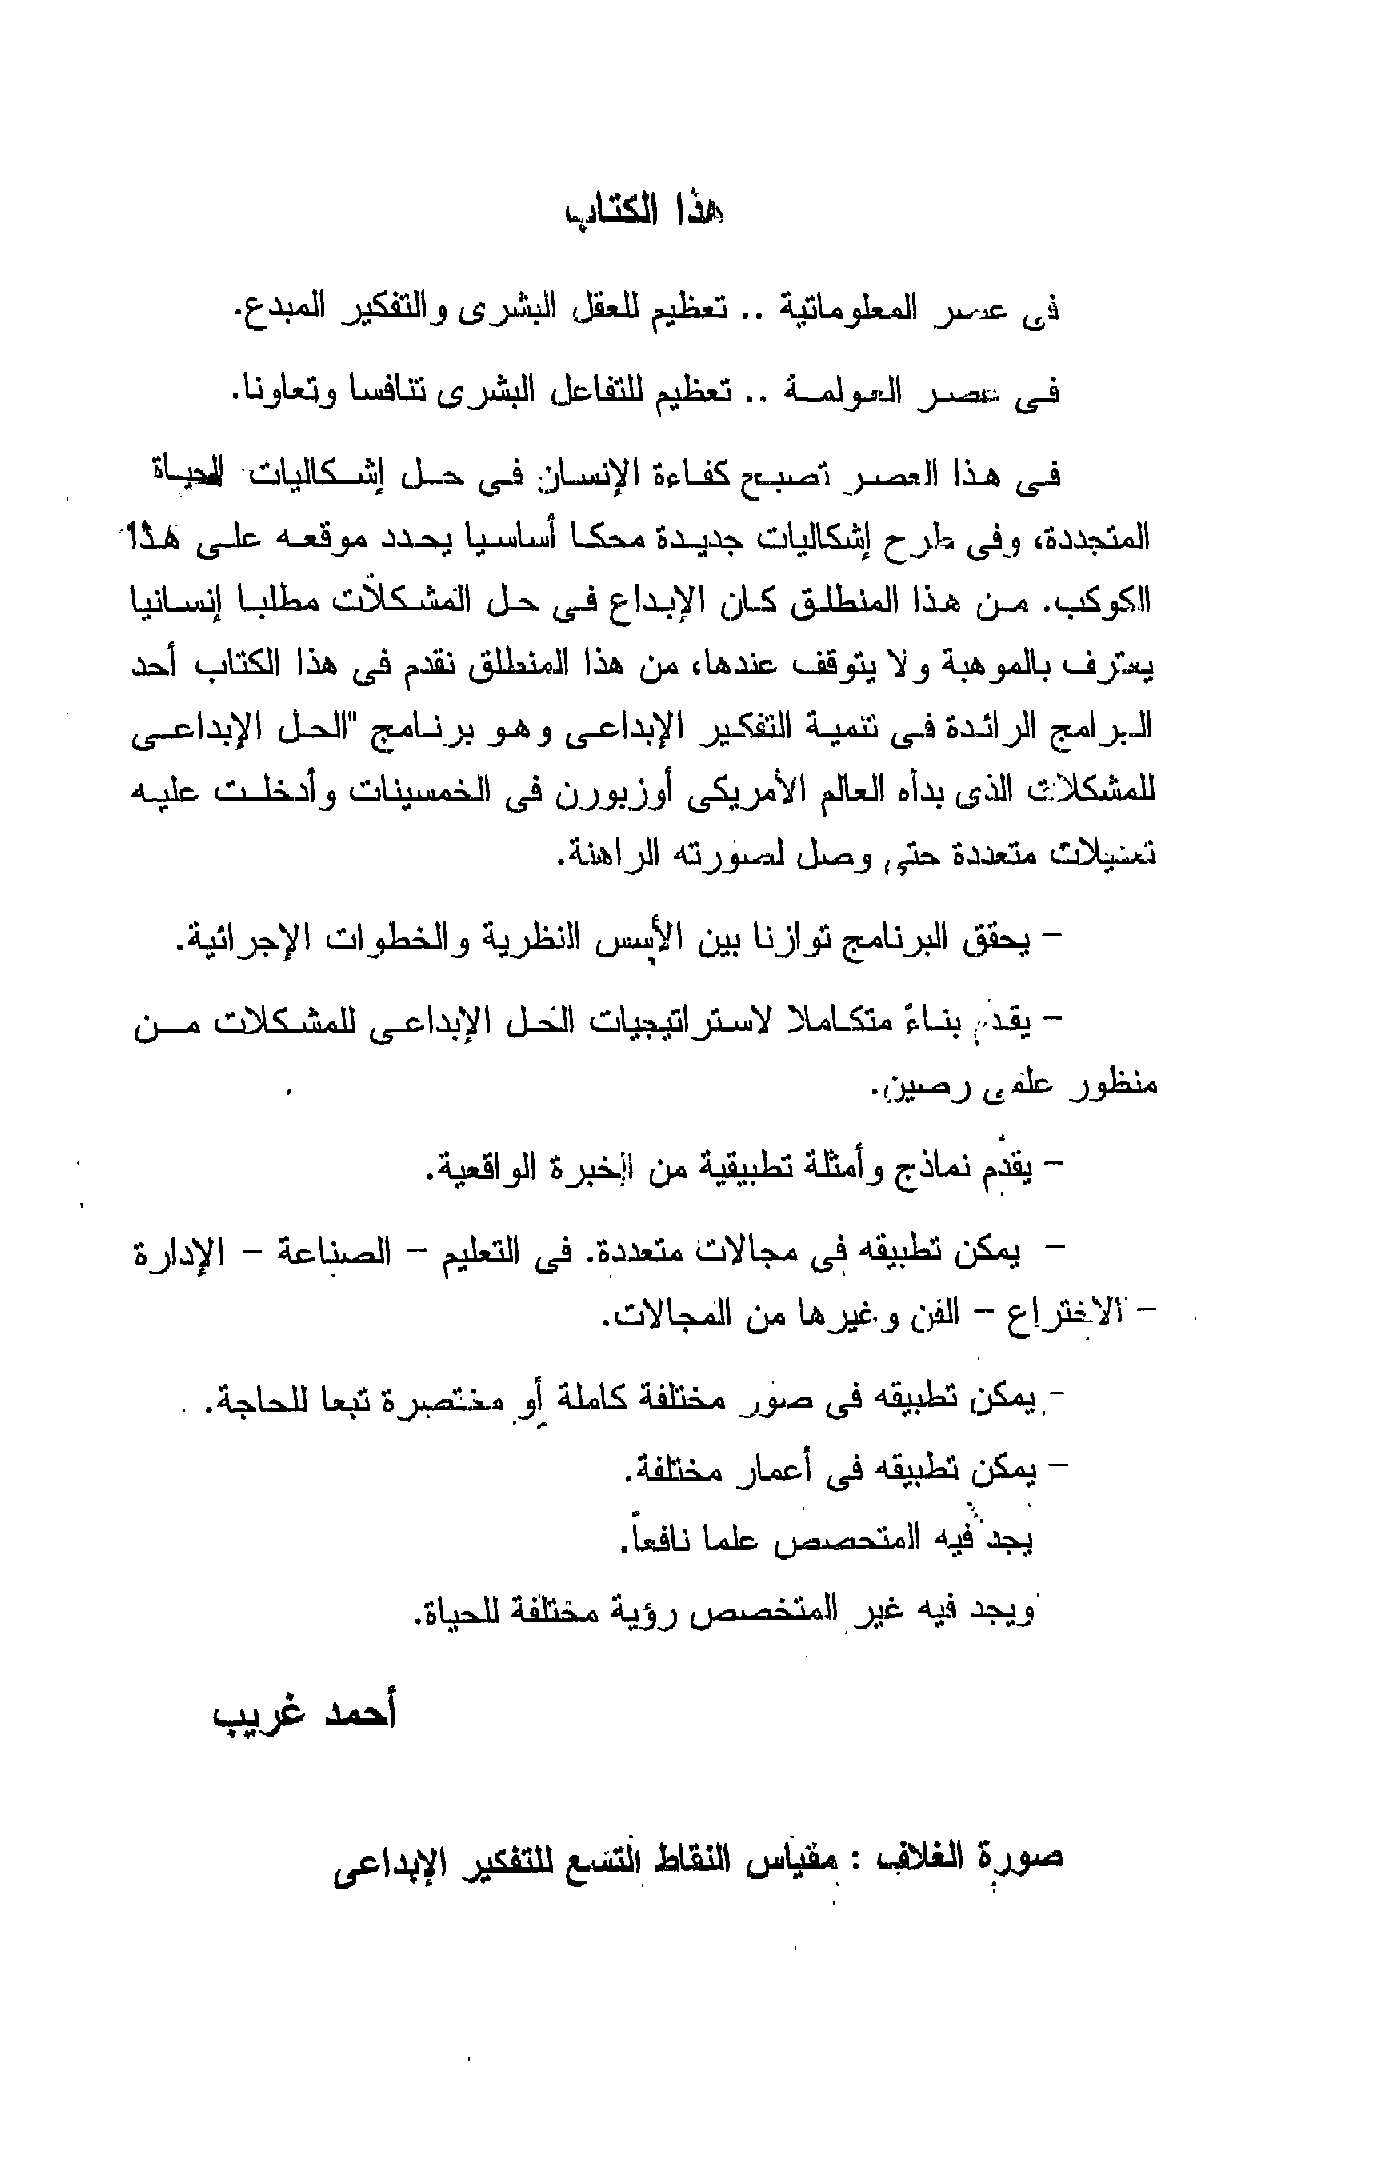 هذا الكتاب
فى عصر المعلوماتية .. تعظيم للعقل البشرى والتفكير المبدع.
فى عصر العولمة .. تعظيم للتفاعل البشرى تنافسا وتعاونا.
فى هذا العصر تصبح كفاءة الإنسان فى حل إشكاليات الحياة
المتجددة، وفى طرح إشكاليات جديدة محكا أساسيا يحدد موقعه على هذا
الكوكب. من هذا المنطلق كان الإبداع فى حل المشكلات مطلبا إنسانيا
يعترف بالموهبة ولا يتوقف عندها، من هذا المنطلق نقدم فى هذا الكتاب أحد
البرامج الرائدة فى تنمية التفكير الإبداعى وهو برنامج "الحل الإبداعى
للمشكلات الذى بدأه العالم الأمريكى أوزبورن فى الخمسينات وأدخلت عليه
تعديلات متعددة حتى وصل لصورته الراهنة.
- يحقق البرنامج توازنا بين الأسس النظرية والخطوات الإجرائية.
- يقدم بناءً متكاملا لاستراتيجيات الحل الإبداعى للمشكلات من
منظور علمى رصين.
- يقدم نماذج وأمثلة تطبيقية من الخبرة الواقعية.
- يمكن تطبيقه فى مجالات متعددة. فى التعليم - الصناعة - الإدارة
- الاختراع - الفن وغيرها من المجالات.
- يمكن تطبيقه فى صور مختلفة كاملة أو مختصرة تبعا للحاجة.
- يمكن تطبيقه فى أعمار مختلفة.
يجد فيه المتخصص علما نافعاً.
ويجد فيه غير المتخصص رؤية مختلفة للحياة.
أحمد غريب
صورة الغلاف : مقياس النقاط التسع للتفكير الإبداعى